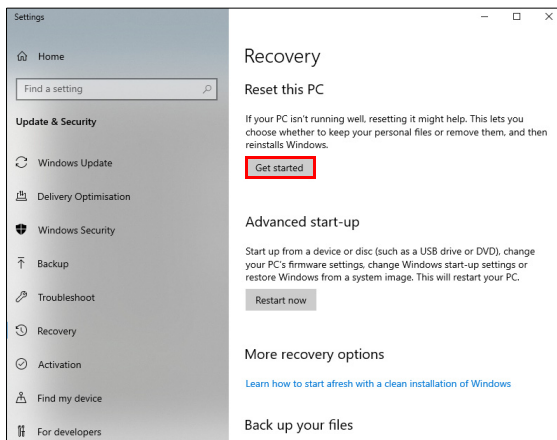 Settings
Home
Find a setting
Update & Security
Windows Update
Delivery Optimisation
Windows Security
Backup
Troubleshoot
Recovery
Activation
Find my device
For developers
Recovery
Reset this PC
If your PC isn't running well, resetting it might help. This lets you
choose whether to keep your personal files or remove them, and then
reinstalls Windows.
Get started
Advanced start-up
Start up from a device or disc (such as a USB drive or DVD), change
your PC's firmware settings, change Windows start-up settings or
restore Windows from a system image. This will restart your PC.
Restart now
More recovery options
Learn how to start afresh with a clean installation of Windows
Back up your files